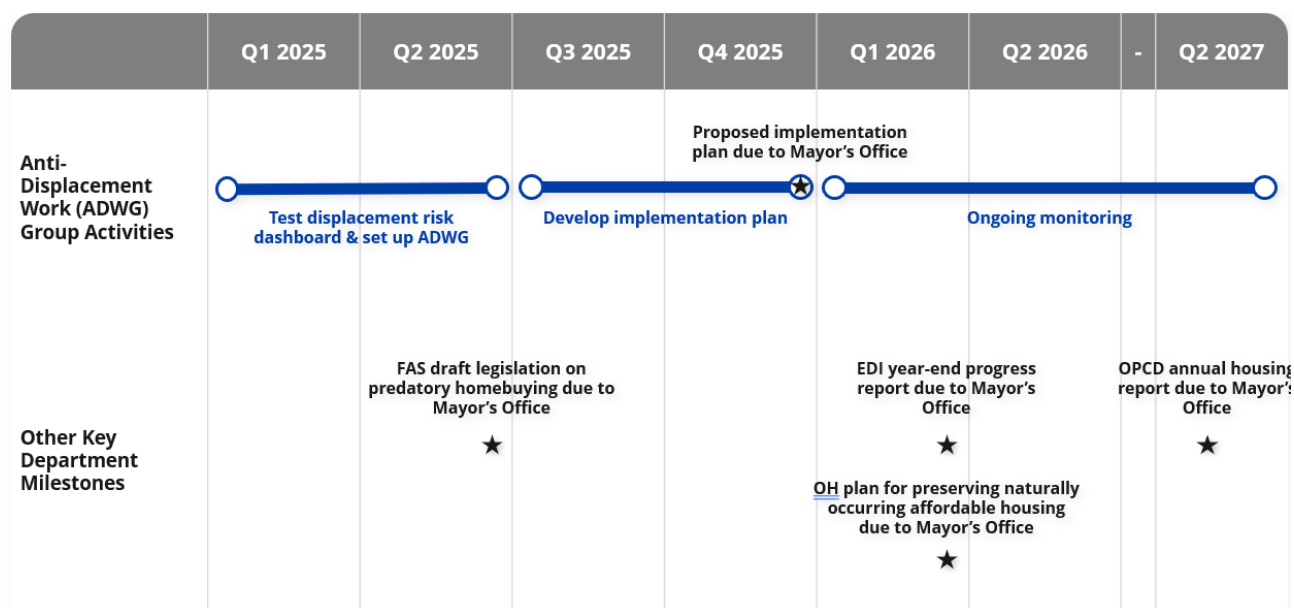 Q1 2025
Q2 2025
Q3 2025
Q4 2025
Q1 2026
Q2 2026
-
Q2 2027
Anti-
Displacement
Work (ADWG)
Group Activities
Proposed implementation
plan due to Mayor's Office
Test displacement risk
dashboard & set up ADWG
Develop implementation plan
Ongoing monitoring
Other Key
Department
Milestones
FAS draft legislation on
predatory homebuying due to
Mayor's Office
EDI year-end progress
report due to Mayor's
Office
OPCD annual housing
report due to Mayor's
Office
OH plan for preserving naturally
occurring affordable housing
due to Mayor's Office